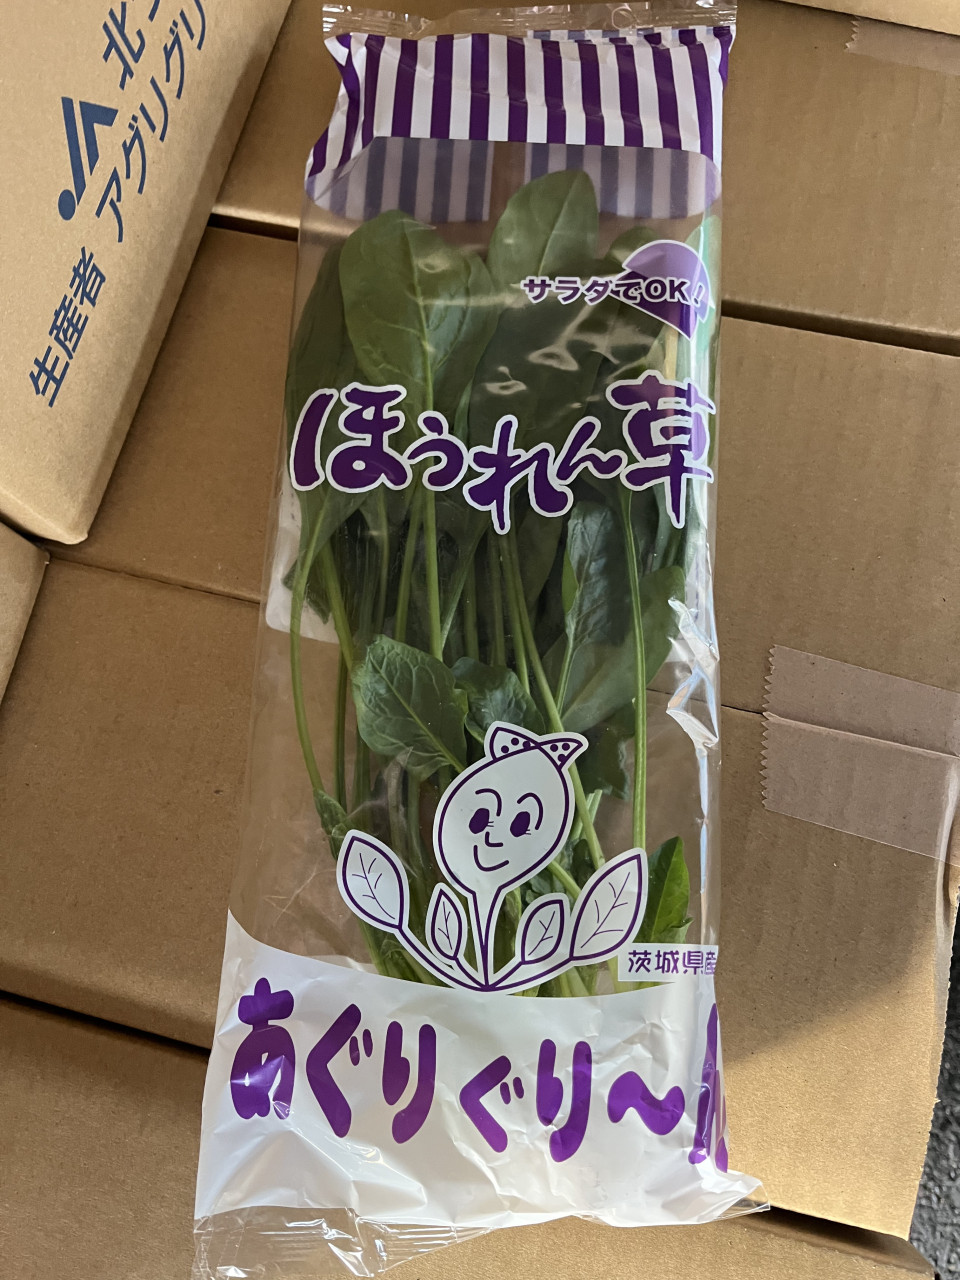 北
アグリグリ
生産者
サラダでOK!
ほうれん草
茨城県産
あぐりぐり〜